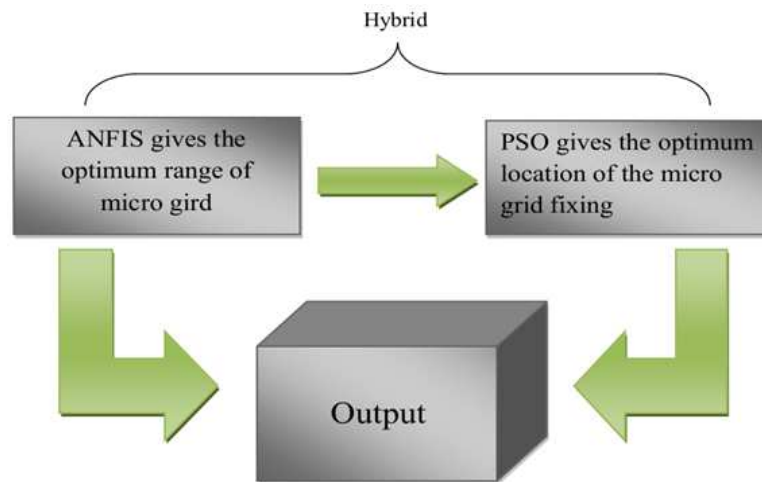 Hybrid
ANFIS gives the
optimum range of
micro gird
PSO gives the optimum
location of the micro
grid fixing
Output